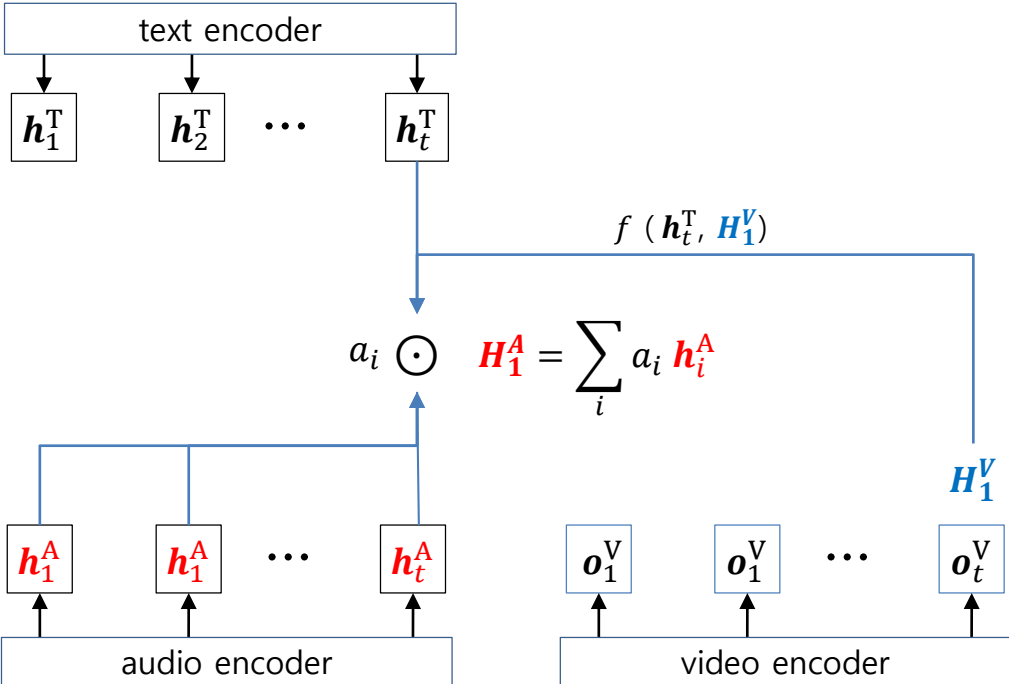 text encoder
h_1^T h_2^T ⋯ h_t^T
f ( h_t^T, H_1^V )
a_i ⊙ H_1^A = ∑_i a_i h_i^A
H_1^V
h_1^A h_1^A ⋯ h_t^A o_1^V o_1^V ⋯ o_t^V
audio encoder video encoder